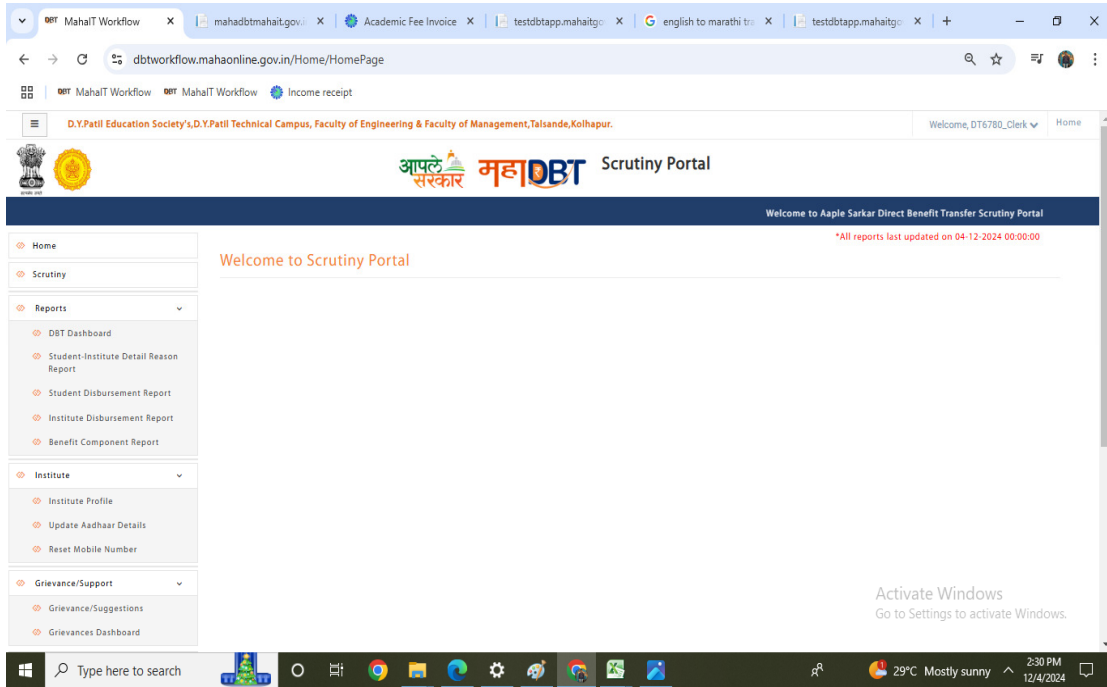 DBT MahaIT Workflow
mahadbtmahait.gov.i
Academic Fee Invoice
testdbtapp.mahaitgo
english to marathi tra
testdbtapp.mahaitgo
dbtworkflow.mahaonline.gov.in/Home/HomePage
DBT MahaIT Workflow DBT MahaIT Workflow Income receipt
D.Y.Patil Education Society's,D.Y.Patil Technical Campus, Faculty of Engineering & Faculty of Management,Talsande,Kolhapur.
Welcome, DT6780_Clerk
Home
आपले
सरकार
महाDBT
Scrutiny Portal
Welcome to Aaple Sarkar Direct Benefit Transfer Scrutiny Portal
*All reports last updated on 04-12-2024 00:00:00
Welcome to Scrutiny Portal
Home
Scrutiny
Reports
DBT Dashboard
Student-Institute Detail Reason
Report
Student Disbursement Report
Institute Disbursement Report
Benefit Component Report
Institute
Institute Profile
Update Aadhaar Details
Reset Mobile Number
Grievance/Support
Grievance/Suggestions
Grievances Dashboard
Activate Windows
Go to Settings to activate Windows.
Type here to search
29°C Mostly sunny
2:30 PM
12/4/2024